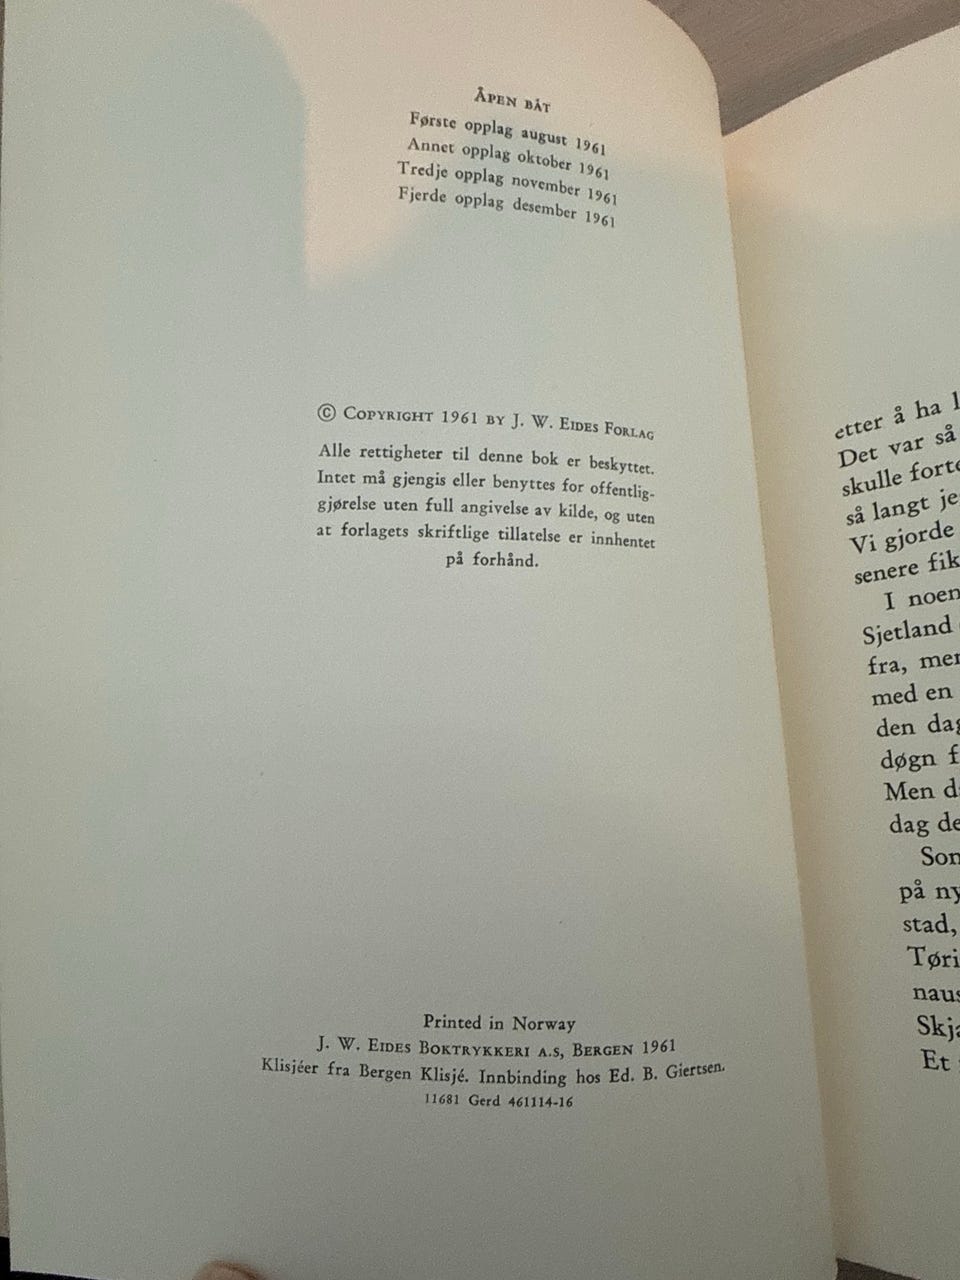 ÅPEN BÅT
Første opplag august 1961
Annet opplag oktober 1961
Tredje opplag november 1961
Fjerde opplag desember 1961
© COPYRIGHT 1961 BY J. W. EIDES FORLAG
Alle rettigheter til denne bok er beskyttet.
Intet må gjengis eller benyttes for offentlig-
gjørelse uten full angivelse av kilde, og uten
at forlagets skriftlige tillatelse er innhentet
på forhånd.
Printed in Norway
J. W. EIDES BOKTRYKKERI A.S, BERGEN 1961
Klisjéer fra Bergen Klisjé. Innbinding hos Ed. B. Giertsen.
11681 Gerd 461114-16
etter å ha
Det var så
skulle
så langt
Vi gjorde
senere
I
Sjetland
fra,
med en
den
døgn
Men
dag
på
stad,
Et